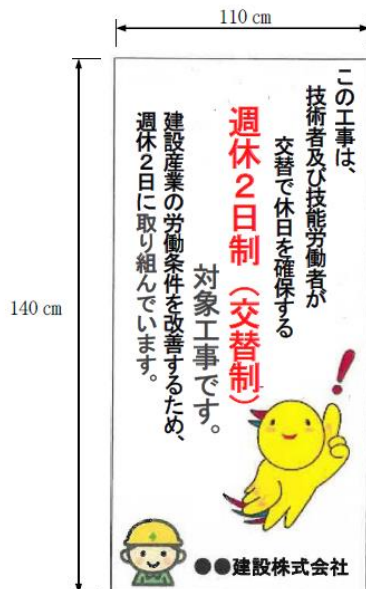 110 cm
140 cm
この工事は、
技術者及び技能労働者が
交替で休日を確保する
週休２日制（交替制）
対象工事です。
建設産業の労働条件を改善するため、
週休２日に取り組んでいます。
●●建設株式会社